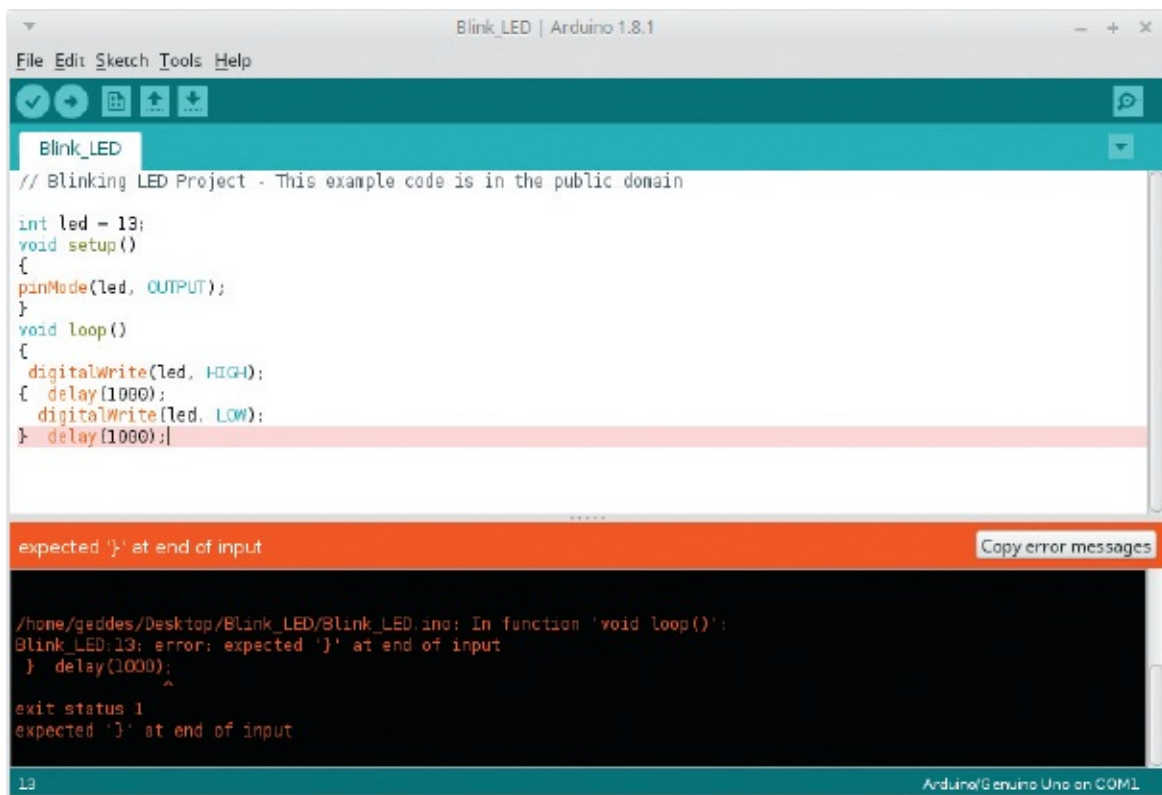 Blink_LED | Arduino 1.8.1
File Edit Sketch Tools Help
Blink_LED
// Blinking LED Project - This example code is in the public domain
int led = 13;
void setup()
{
pinMode(led, OUTPUT);
}
void loop()
{
digitalWrite(led, HIGH);
{ delay(1000);
digitalWrite(led, LOW);
} delay(1000);
expected '}' at end of input
Copy error messages
/home/geddes/Desktop/Blink_LED/Blink_LED.ino: In function 'void loop()':
Blink_LED:13: error: expected '}' at end of input
} delay(1000);
^
exit status 1
expected '}' at end of input
13
Arduino/Genuino Uno on COM1